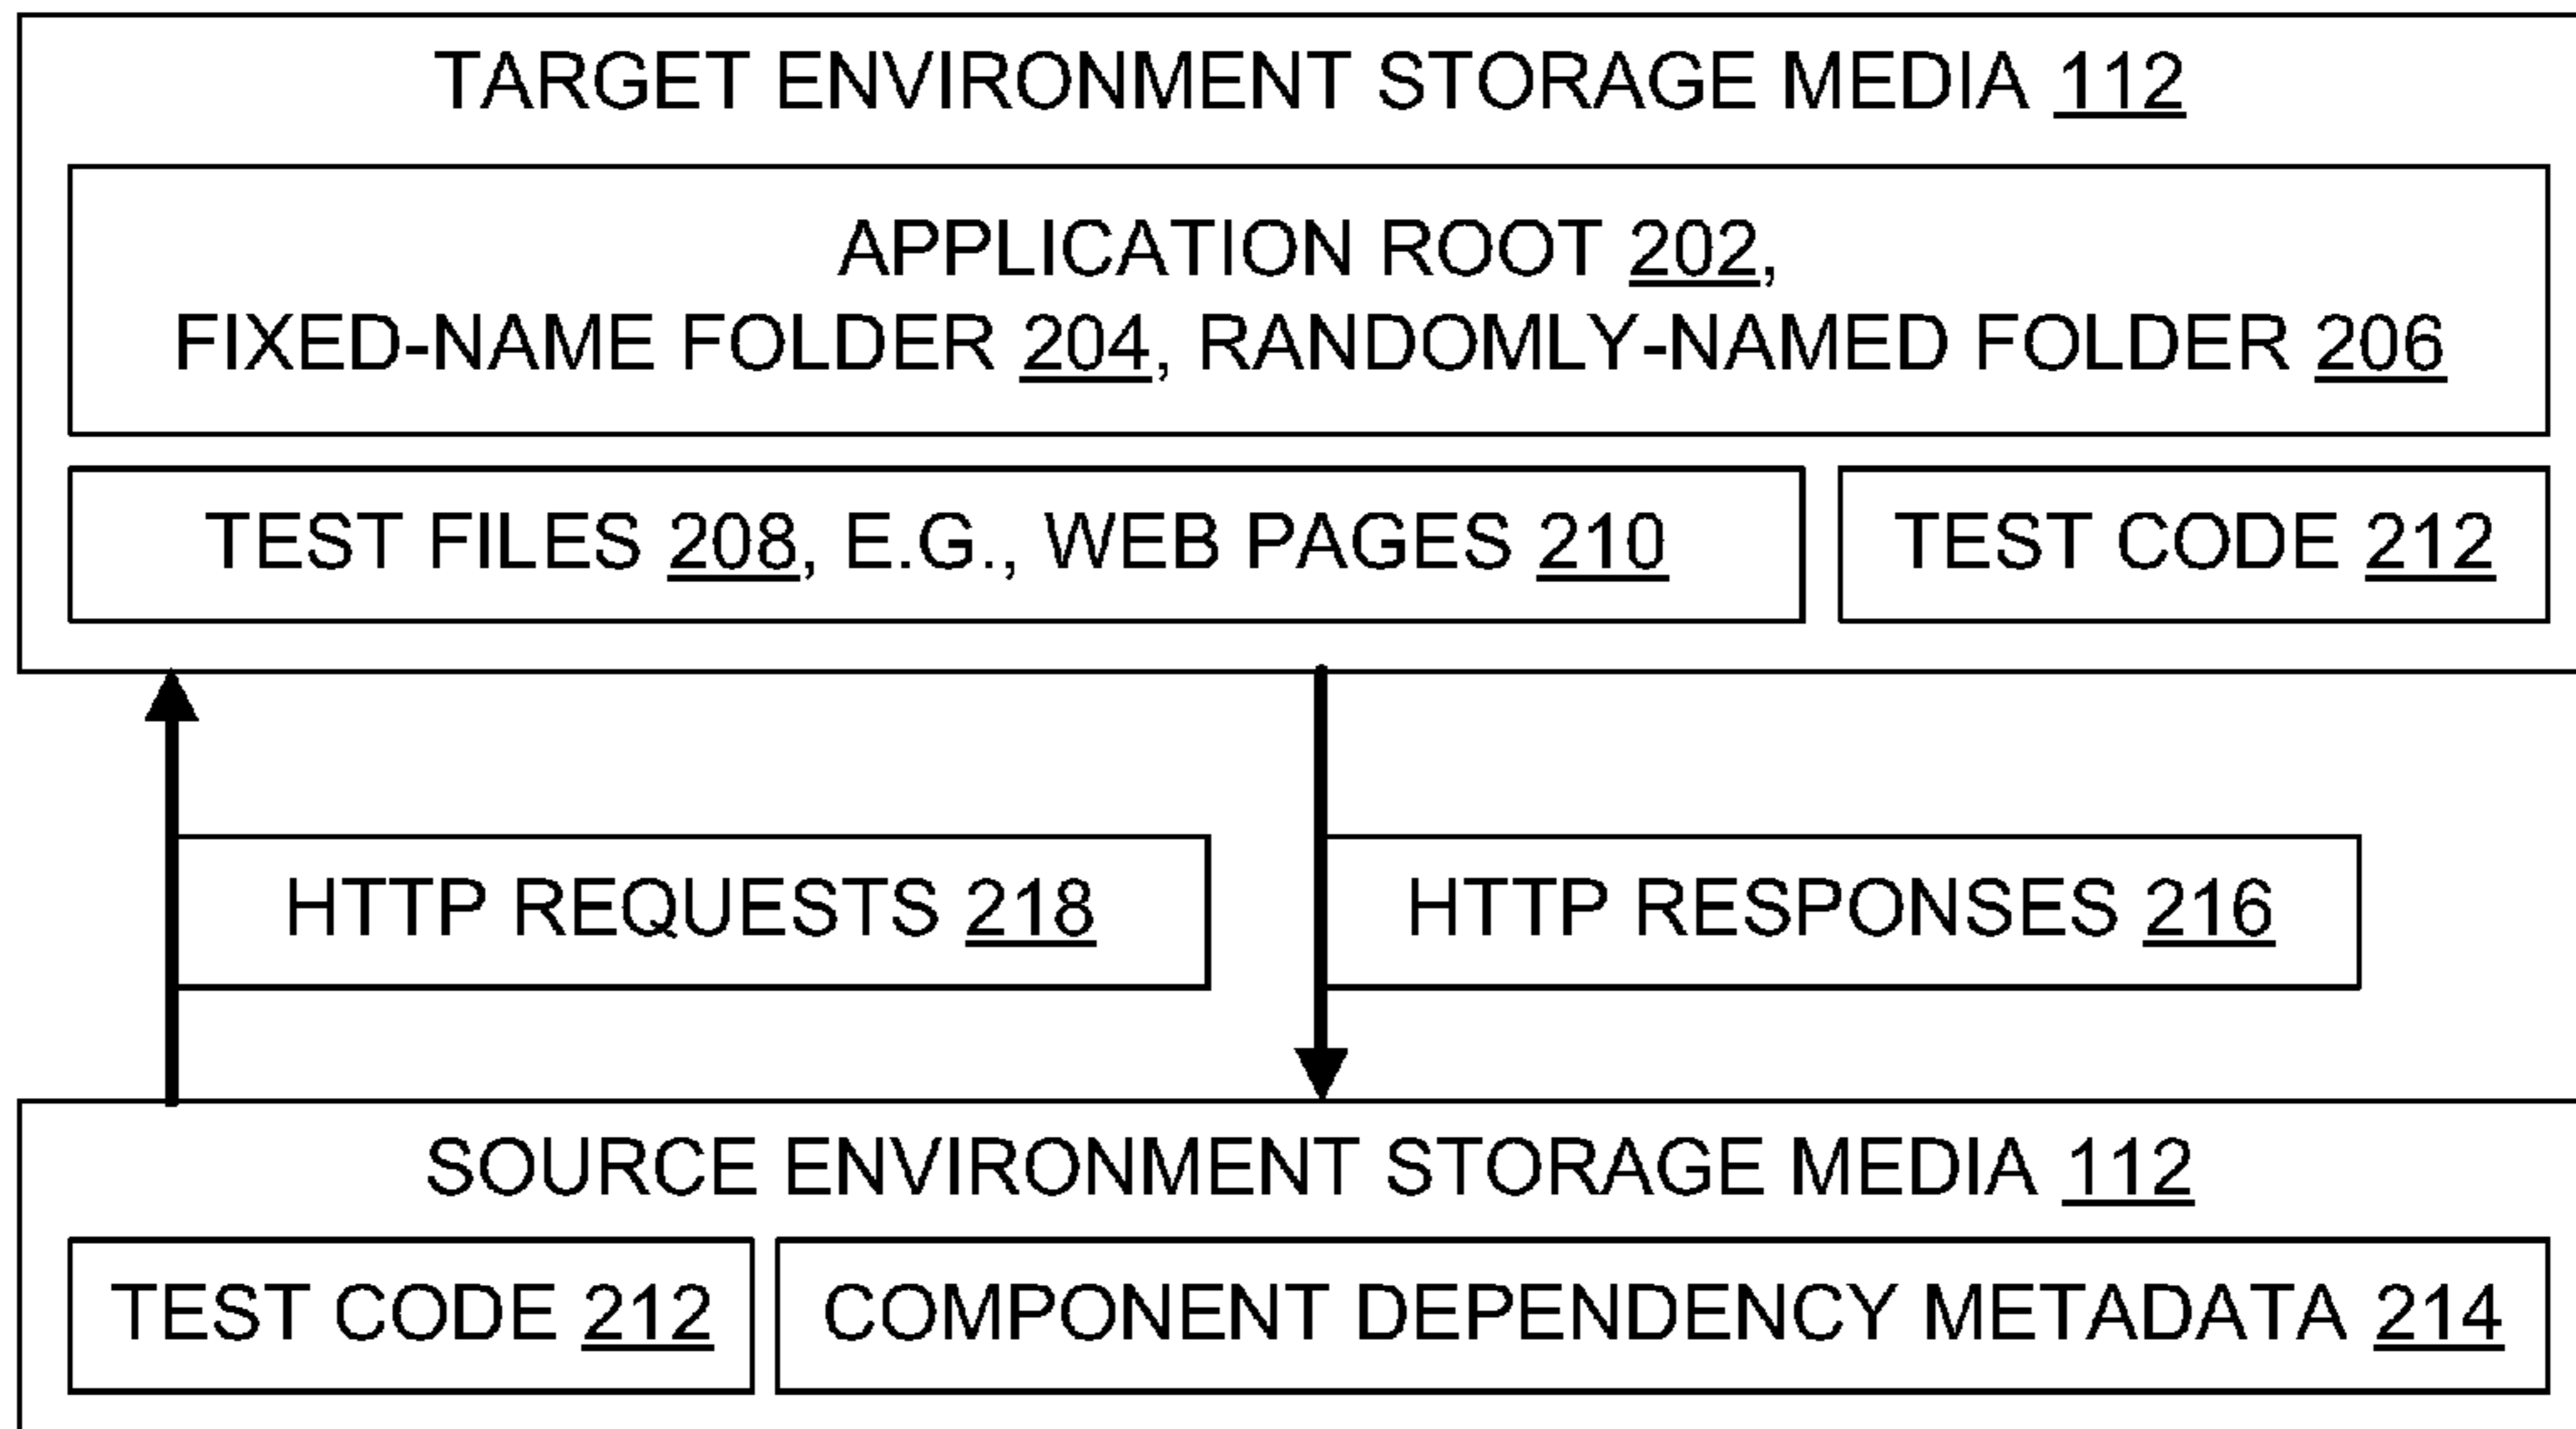 TARGET ENVIRONMENT STORAGE MEDIA 112
APPLICATION ROOT 202,
FIXED-NAME FOLDER 204, RANDOMLY-NAMED FOLDER 206
TEST FILES 208, E.G., WEB PAGES 210
TEST CODE 212
HTTP REQUESTS 218
HTTP RESPONSES 216
SOURCE ENVIRONMENT STORAGE MEDIA 112
TEST CODE 212
COMPONENT DEPENDENCY METADATA 214